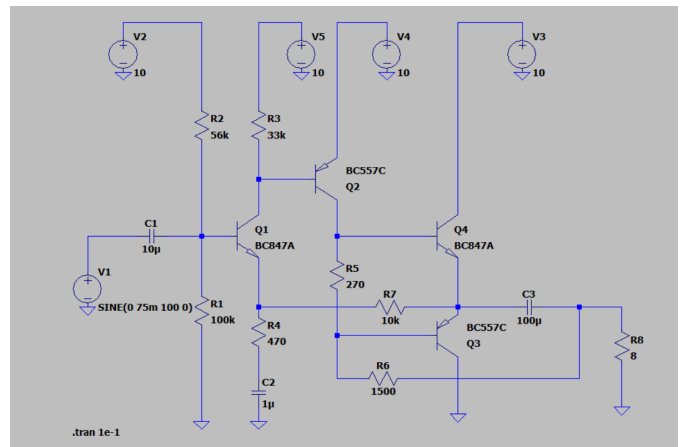 V2
10
V5
10
V4
10
V3
10
R2
56k
R3
33k
BC557C
Q2
C1
10µ
Q1
BC847A
Q4
BC847A
V1
SINE(0 75m 100 0)
R1
100k
R5
270
R7
10k
C3
100µ
R4
470
BC557C
Q3
R8
8
C2
1µ
R6
1500
.tran 1e-1